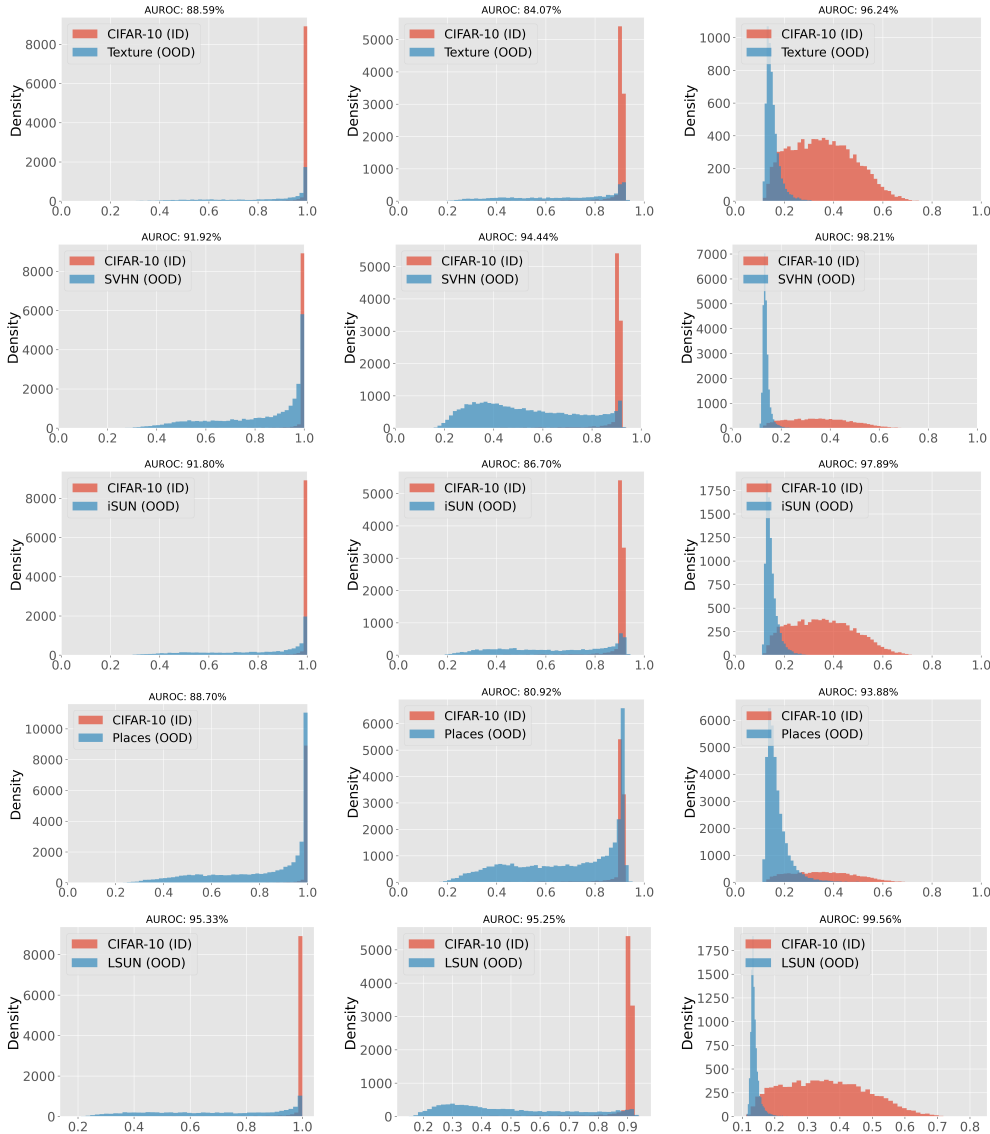 AUROC: 88.59%
CIFAR-10 (ID)
Texture (OOD)
Density
8000
6000
4000
2000
0
0.0 0.2 0.4 0.6 0.8 1.0
AUROC: 84.07%
CIFAR-10 (ID)
Texture (OOD)
Density
5000
4000
3000
2000
1000
0
0.0 0.2 0.4 0.6 0.8 1.0
AUROC: 96.24%
CIFAR-10 (ID)
Texture (OOD)
Density
1000
800
600
400
200
0
0.0 0.2 0.4 0.6 0.8 1.0
AUROC: 91.92%
CIFAR-10 (ID)
SVHN (OOD)
Density
8000
6000
4000
2000
0
0.0 0.2 0.4 0.6 0.8 1.0
AUROC: 94.44%
CIFAR-10 (ID)
SVHN (OOD)
Density
5000
4000
3000
2000
1000
0
0.0 0.2 0.4 0.6 0.8 1.0
AUROC: 98.21%
CIFAR-10 (ID)
SVHN (OOD)
Density
7000
6000
5000
4000
3000
2000
1000
0
0.0 0.2 0.4 0.6 0.8 1.0
AUROC: 91.80%
CIFAR-10 (ID)
iSUN (OOD)
Density
8000
6000
4000
2000
0
0.0 0.2 0.4 0.6 0.8 1.0
AUROC: 86.70%
CIFAR-10 (ID)
iSUN (OOD)
Density
5000
4000
3000
2000
1000
0
0.0 0.2 0.4 0.6 0.8 1.0
AUROC: 97.89%
CIFAR-10 (ID)
iSUN (OOD)
Density
1750
1500
1250
1000
750
500
250
0
0.0 0.2 0.4 0.6 0.8 1.0
AUROC: 88.70%
CIFAR-10 (ID)
Places (OOD)
Density
10000
8000
6000
4000
2000
0
0.0 0.2 0.4 0.6 0.8 1.0
AUROC: 80.92%
CIFAR-10 (ID)
Places (OOD)
Density
6000
5000
4000
3000
2000
1000
0
0.0 0.2 0.4 0.6 0.8 1.0
AUROC: 93.88%
CIFAR-10 (ID)
Places (OOD)
Density
6000
5000
4000
3000
2000
1000
0
0.0 0.2 0.4 0.6 0.8 1.0
AUROC: 95.33%
CIFAR-10 (ID)
LSUN (OOD)
Density
8000
6000
4000
2000
0
0.2 0.4 0.6 0.8 1.0
AUROC: 95.25%
CIFAR-10 (ID)
LSUN (OOD)
Density
5000
4000
3000
2000
1000
0
0.2 0.3 0.4 0.5 0.6 0.7 0.8 0.9
AUROC: 99.56%
CIFAR-10 (ID)
LSUN (OOD)
Density
1750
1500
1250
1000
750
500
250
0
0.1 0.2 0.3 0.4 0.5 0.6 0.7 0.8